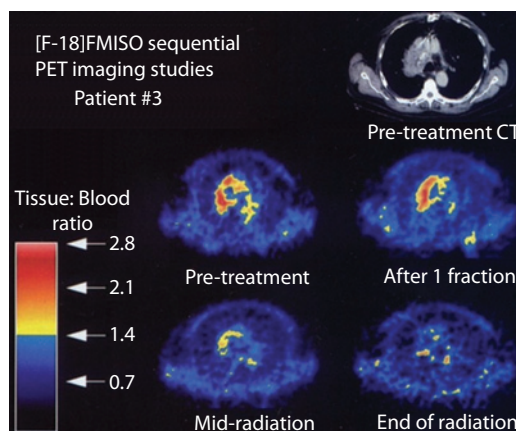 [F-18]FMISO sequential
PET imaging studies
Patient #3
Pre-treatment CT
Tissue: Blood
ratio
2.8
2.1
1.4
0.7
Pre-treatment
After 1 fraction
Mid-radiation
End of radiation